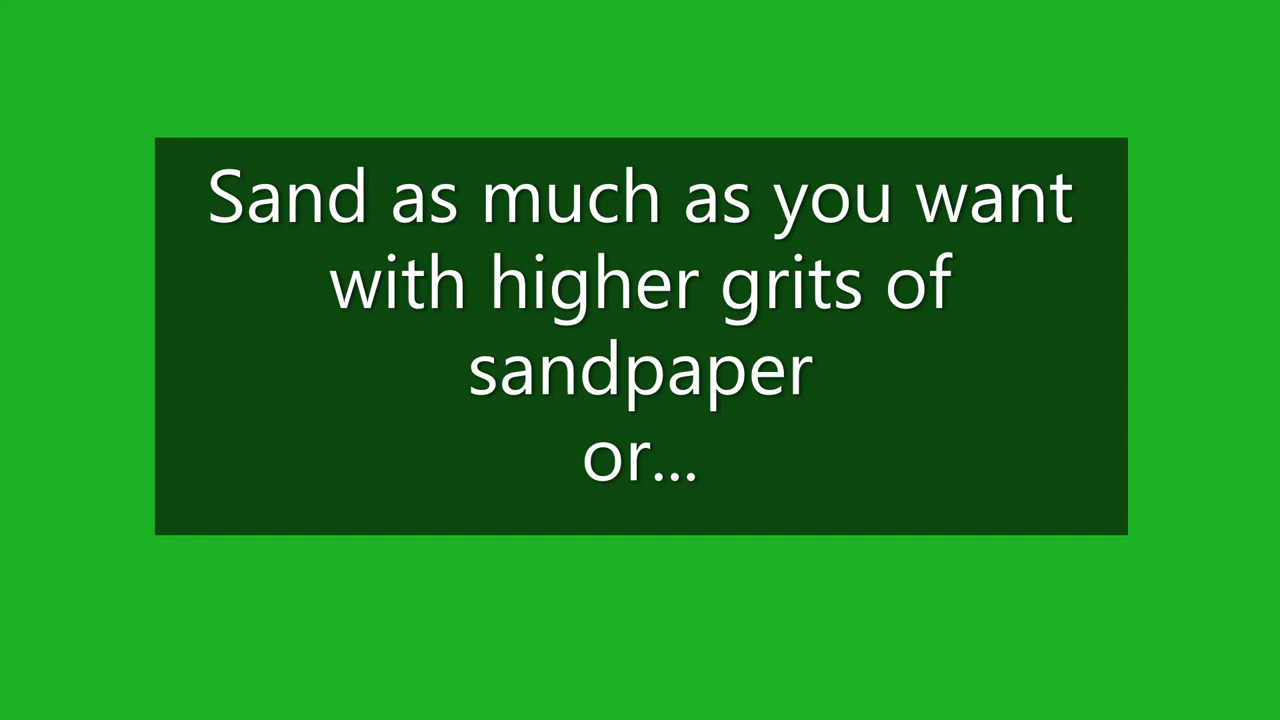 Sand as much as you want
with higher grits of
sandpaper
or...